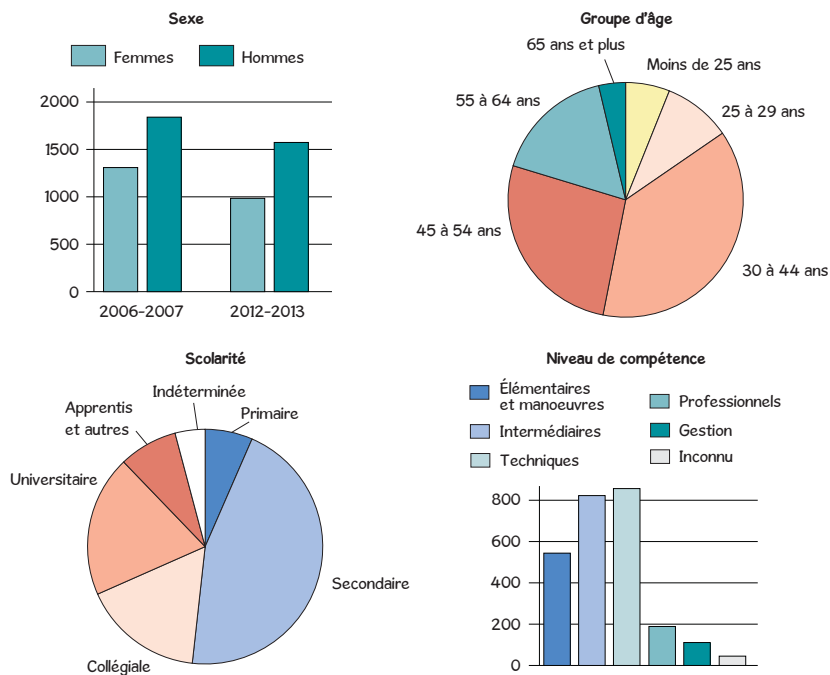 Sexe
Femmes
Hommes
2000
1500
1000
500
0
2006-2007
2012-2013
Groupe d'âge
65 ans et plus
Moins de 25 ans
55 à 64 ans
25 à 29 ans
45 à 54 ans
30 à 44 ans
Scolarité
Indéterminée
Apprentis
et autres
Primaire
Universitaire
Secondaire
Collégiale
Niveau de compétence
Élémentaires
et manoeuvres
Professionnels
Intermédiaires
Gestion
Techniques
Inconnu
800
600
400
200
0